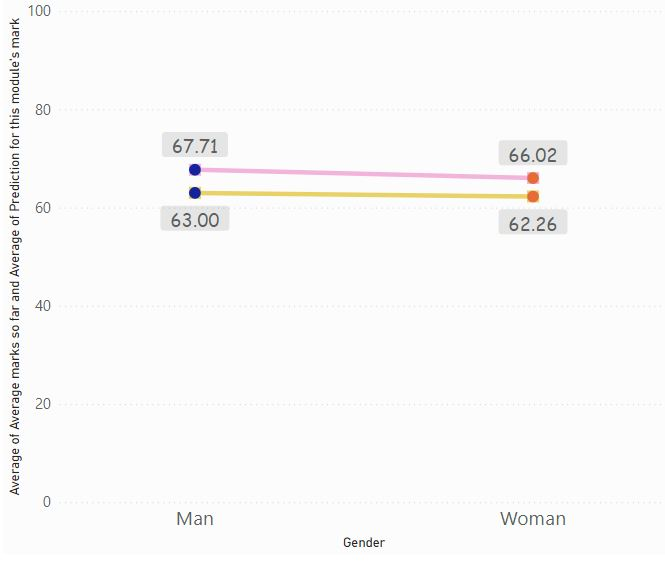 Average of Average marks so far and Average of Prediction for this module's mark
100
80
60
40
20
0
67.71
66.02
63.00
62.26
Man
Woman
Gender